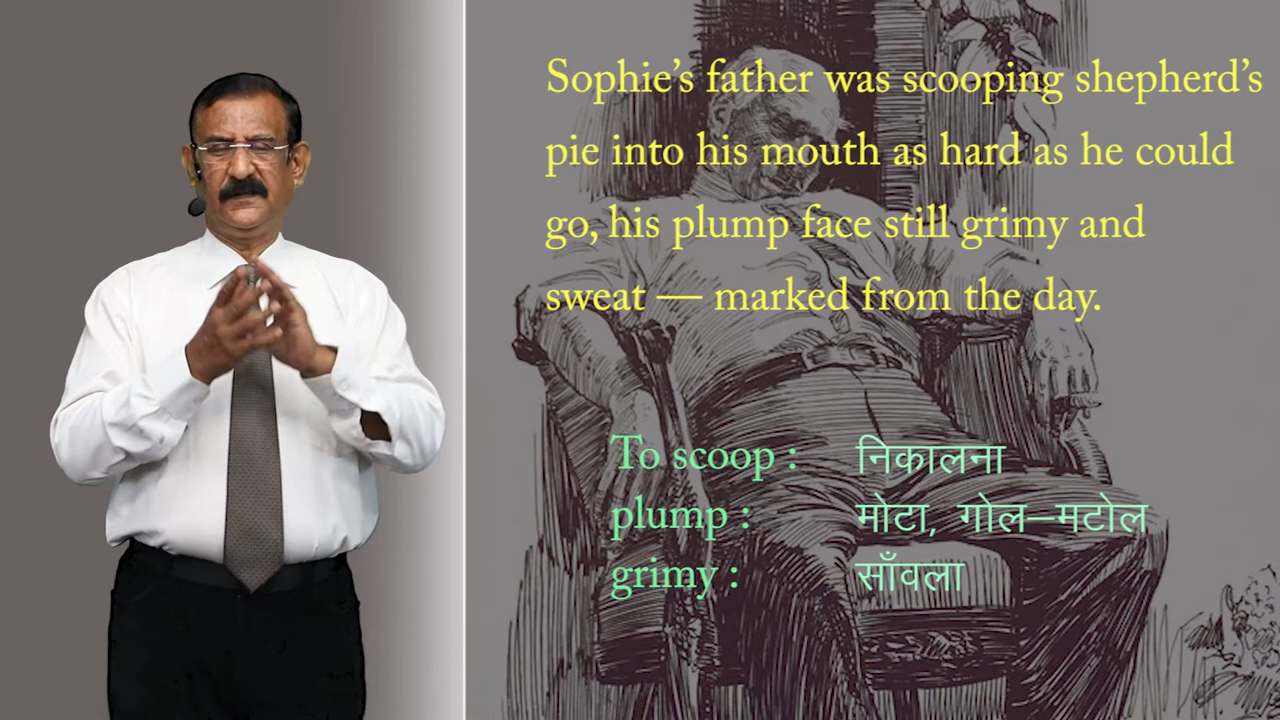 Sophie’s father was scooping shepherd’s
pie into his mouth as hard as he could
go, his plump face still grimy and
sweat — marked from the day.
To scoop : निकालना
plump : मोटा, गोल–मटोल
grimy : साँवला